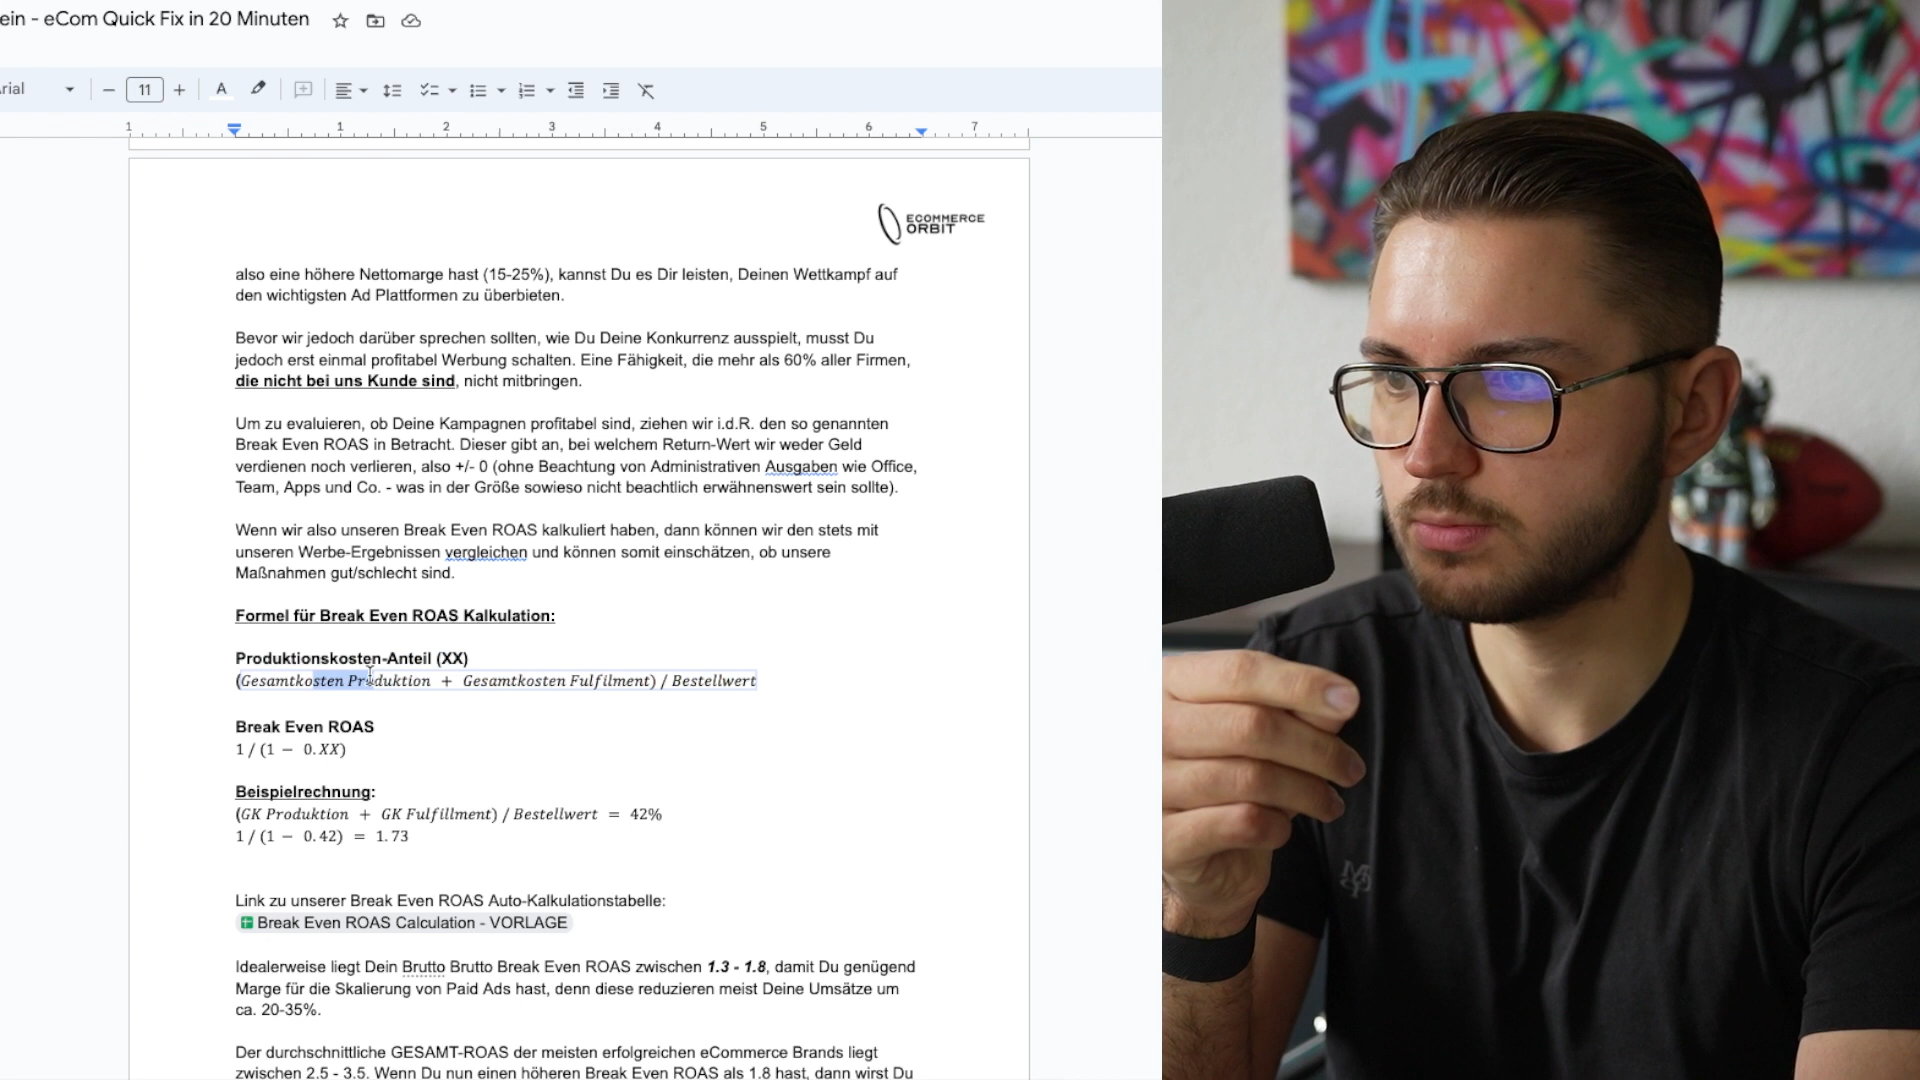 ein - eCom Quick Fix in 20 Minuten
rial
11
1 1 2 3 4 5 6 7
ECOMMERCE
ORBIT
also eine höhere Nettomarge hast (15-25%), kannst Du es Dir leisten, Deinen Wettkampf auf
den wichtigsten Ad Plattformen zu überbieten.
Bevor wir jedoch darüber sprechen sollten, wie Du Deine Konkurrenz ausspielt, musst Du
jedoch erst einmal profitabel Werbung schalten. Eine Fähigkeit, die mehr als 60% aller Firmen,
die nicht bei uns Kunde sind, nicht mitbringen.
Um zu evaluieren, ob Deine Kampagnen profitabel sind, ziehen wir i.d.R. den so genannten
Break Even ROAS in Betracht. Dieser gibt an, bei welchem Return-Wert wir weder Geld
verdienen noch verlieren, also +/- 0 (ohne Beachtung von Administrativen Ausgaben wie Office,
Team, Apps und Co. - was in der Größe sowieso nicht beachtlich erwähnenswert sein sollte).
Wenn wir also unseren Break Even ROAS kalkuliert haben, dann können wir den stets mit
unseren Werbe-Ergebnissen vergleichen und können somit einschätzen, ob unsere
Maßnahmen gut/schlecht sind.
Formel für Break Even ROAS Kalkulation:
Produktionskosten-Anteil (XX)
(Gesamtkosten Produktion + Gesamtkosten Fulfilment) / Bestellwert
Break Even ROAS
1 / (1 − 0.XX)
Beispielrechnung:
(GK Produktion + GK Fulfillment) / Bestellwert = 42%
1 / (1 − 0.42) = 1.73
Link zu unserer Break Even ROAS Auto-Kalkulationstabelle:
Break Even ROAS Calculation - VORLAGE
Idealerweise liegt Dein Brutto Brutto Break Even ROAS zwischen 1.3 - 1.8, damit Du genügend
Marge für die Skalierung von Paid Ads hast, denn diese reduzieren meist Deine Umsätze um
ca. 20-35%.
Der durchschnittliche GESAMT-ROAS der meisten erfolgreichen eCommerce Brands liegt
zwischen 2.5 - 3.5. Wenn Du nun einen höheren Break Even ROAS als 1.8 hast, dann wirst Du